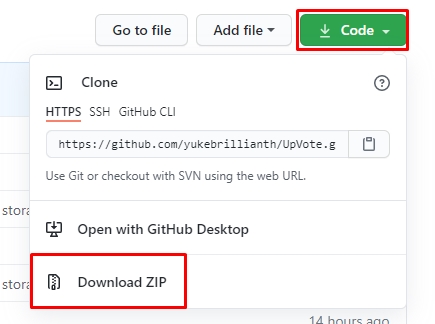 Go to file Add file Code
Clone
HTTPS SSH GitHub CLI
https://github.com/yukebrillianth/UpVote.g
Use Git or checkout with SVN using the web URL.
stora
Open with GitHub Desktop
stora
Download ZIP
14 hours ago